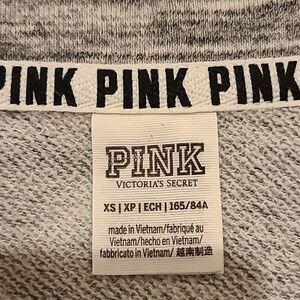 PINK PINK PINK
PINK
VICTORIA'S SECRET
XS | XP | ECH | 165/84A
made in Vietnam/fabriqué au
Vietnam/hecho en Vietnam/
fabbricato in Vietnam/ 越南制造